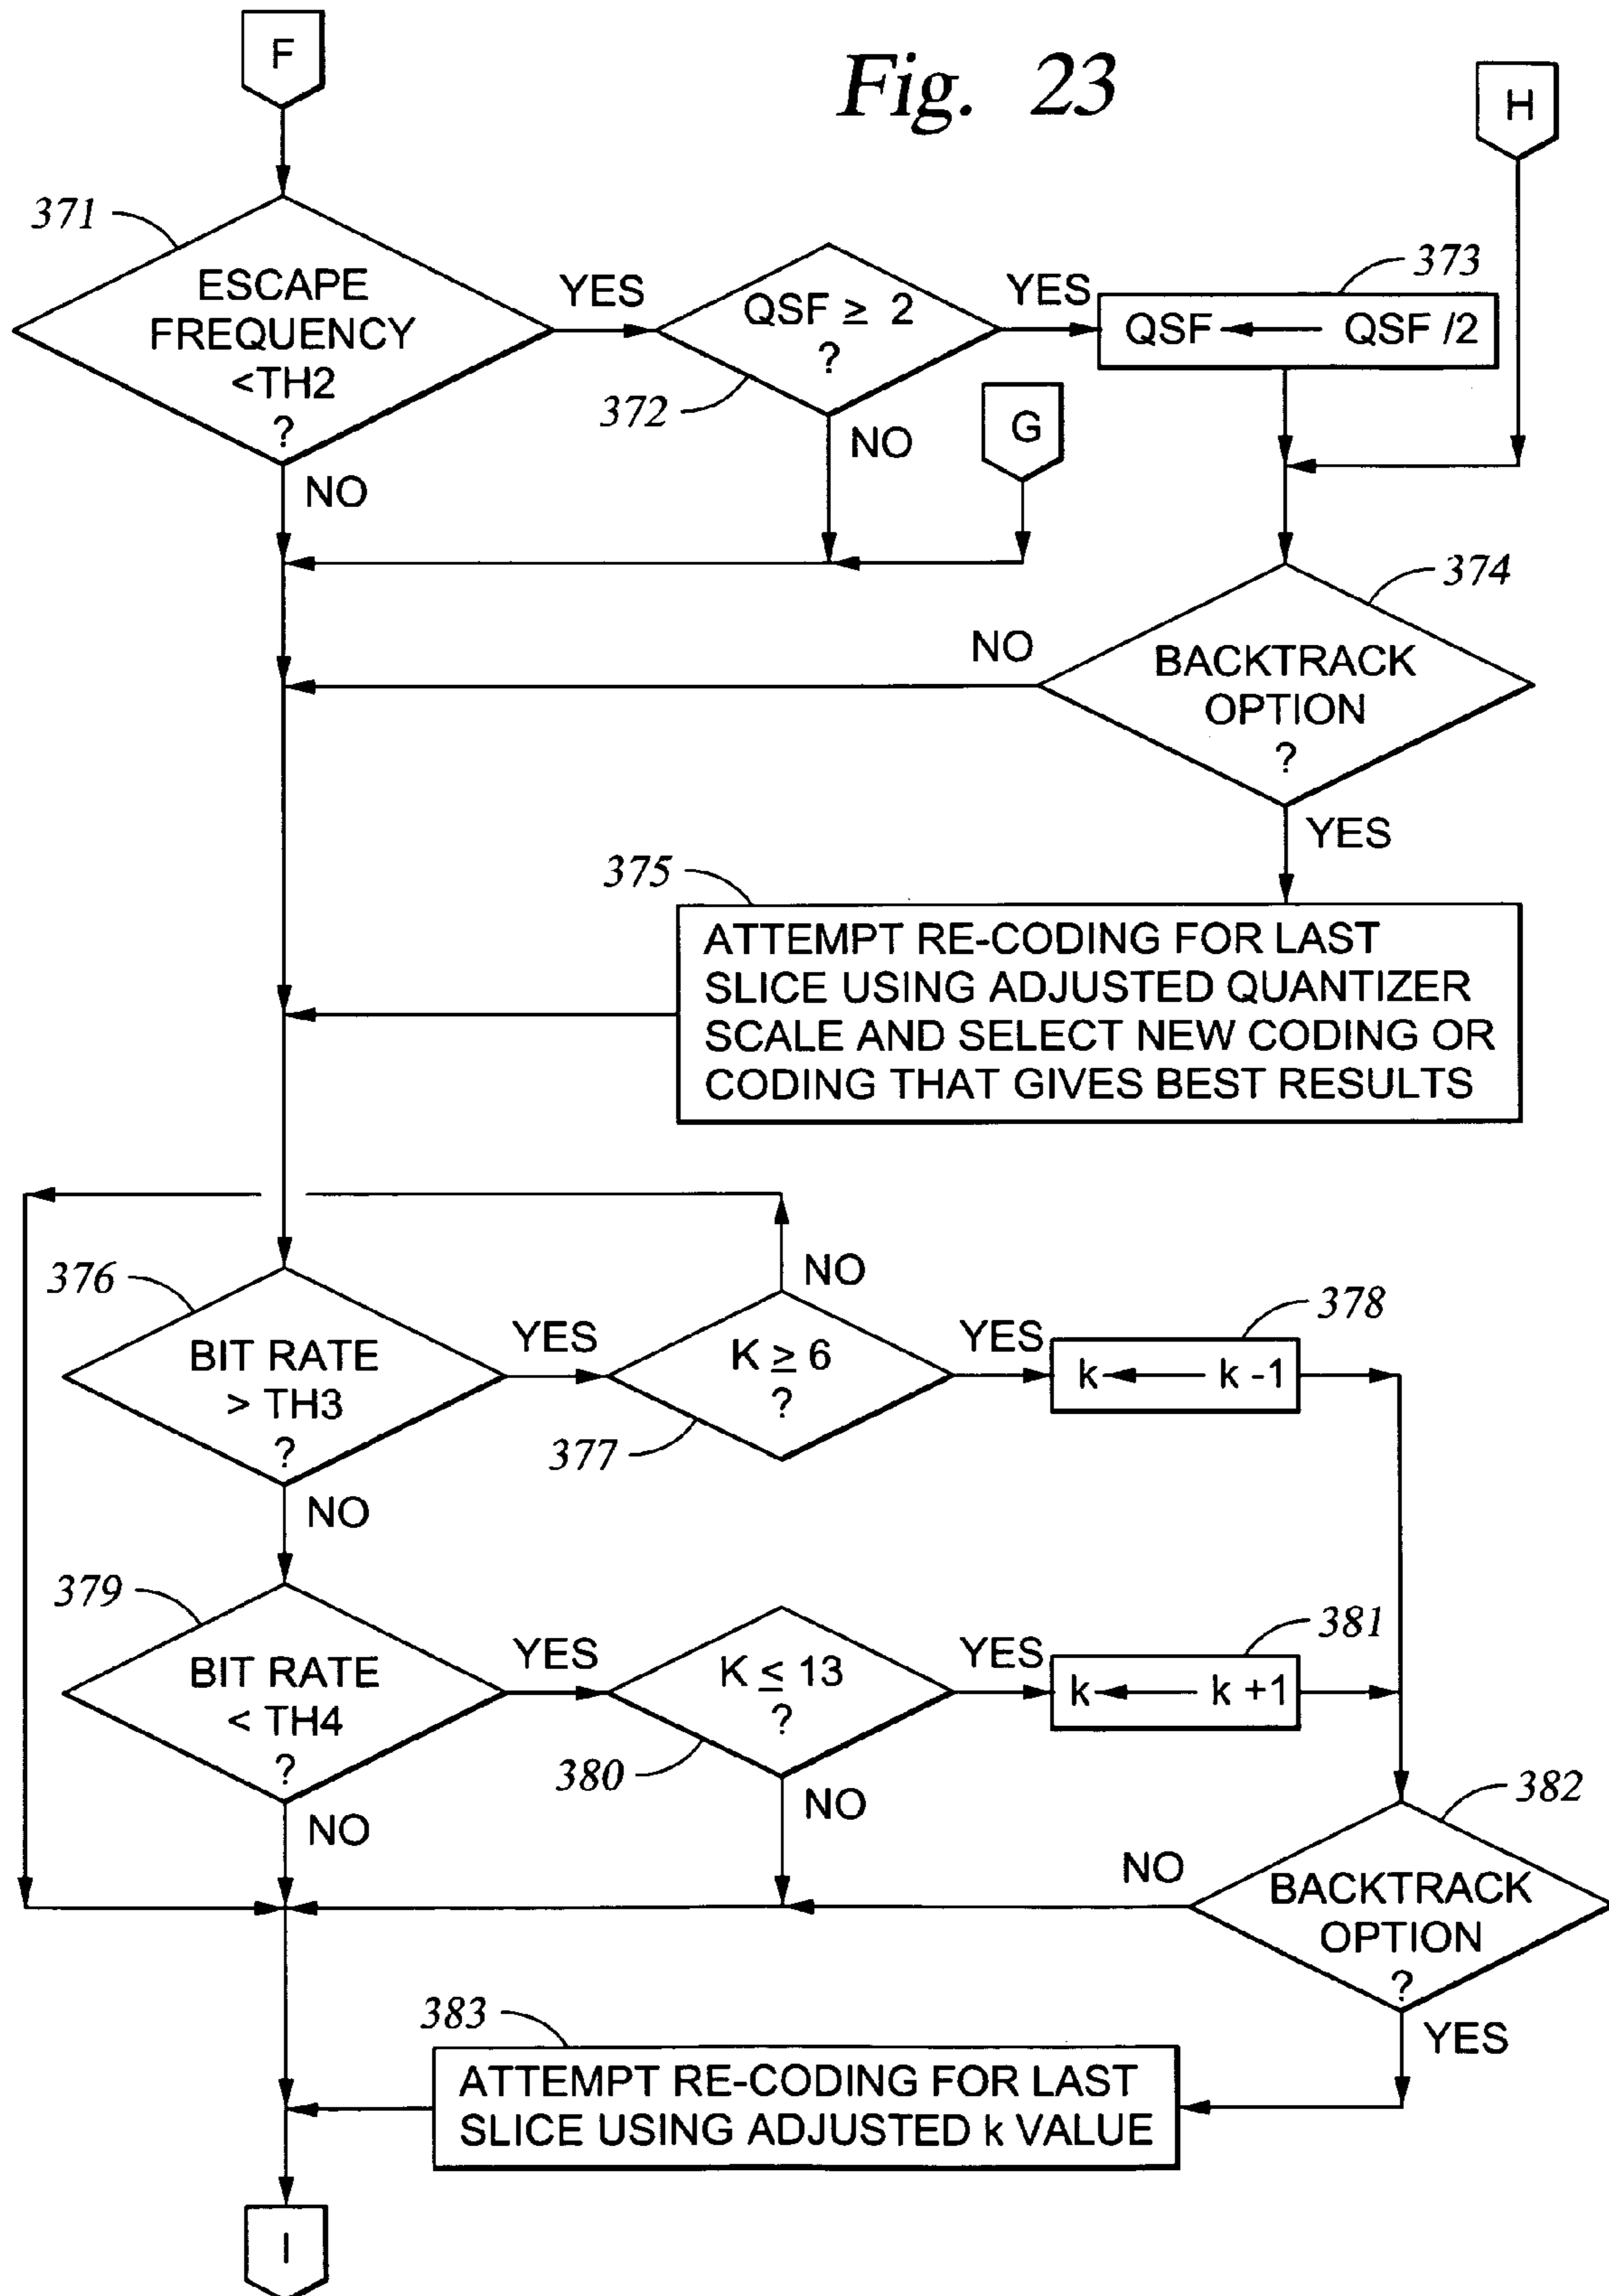 F
Fig. 23
H
371
ESCAPE
FREQUENCY
<TH2
?
YES
QSF ≥ 2
?
372
YES
373
QSF ← QSF /2
NO
NO
G
374
NO
BACKTRACK
OPTION
?
YES
375
ATTEMPT RE-CODING FOR LAST
SLICE USING ADJUSTED QUANTIZER
SCALE AND SELECT NEW CODING OR
CODING THAT GIVES BEST RESULTS
376
BIT RATE
> TH3
?
YES
NO
K ≥ 6
?
377
YES
378
k ← k -1
NO
379
BIT RATE
< TH4
?
YES
K ≤ 13
?
380
YES
381
k ← k +1
NO
NO
382
NO
BACKTRACK
OPTION
?
YES
383
ATTEMPT RE-CODING FOR LAST
SLICE USING ADJUSTED k VALUE
I